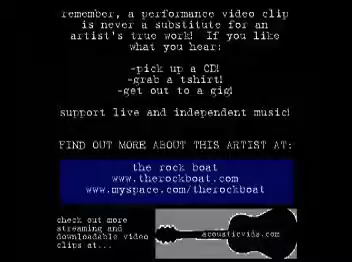 remember, a performance video clip
is never a substitute for an
artist's true work! If you like
what you hear:
-pick up a CD!
-grab a tshirt!
-get out to a gig!
support live and independent music!
FIND OUT MORE ABOUT THIS ARTIST AT:
the rock boat
www.therockboat.com
www.myspace.com/therockboat
check out more
streaming and
downloadable video
clips at...
acousticvids.com